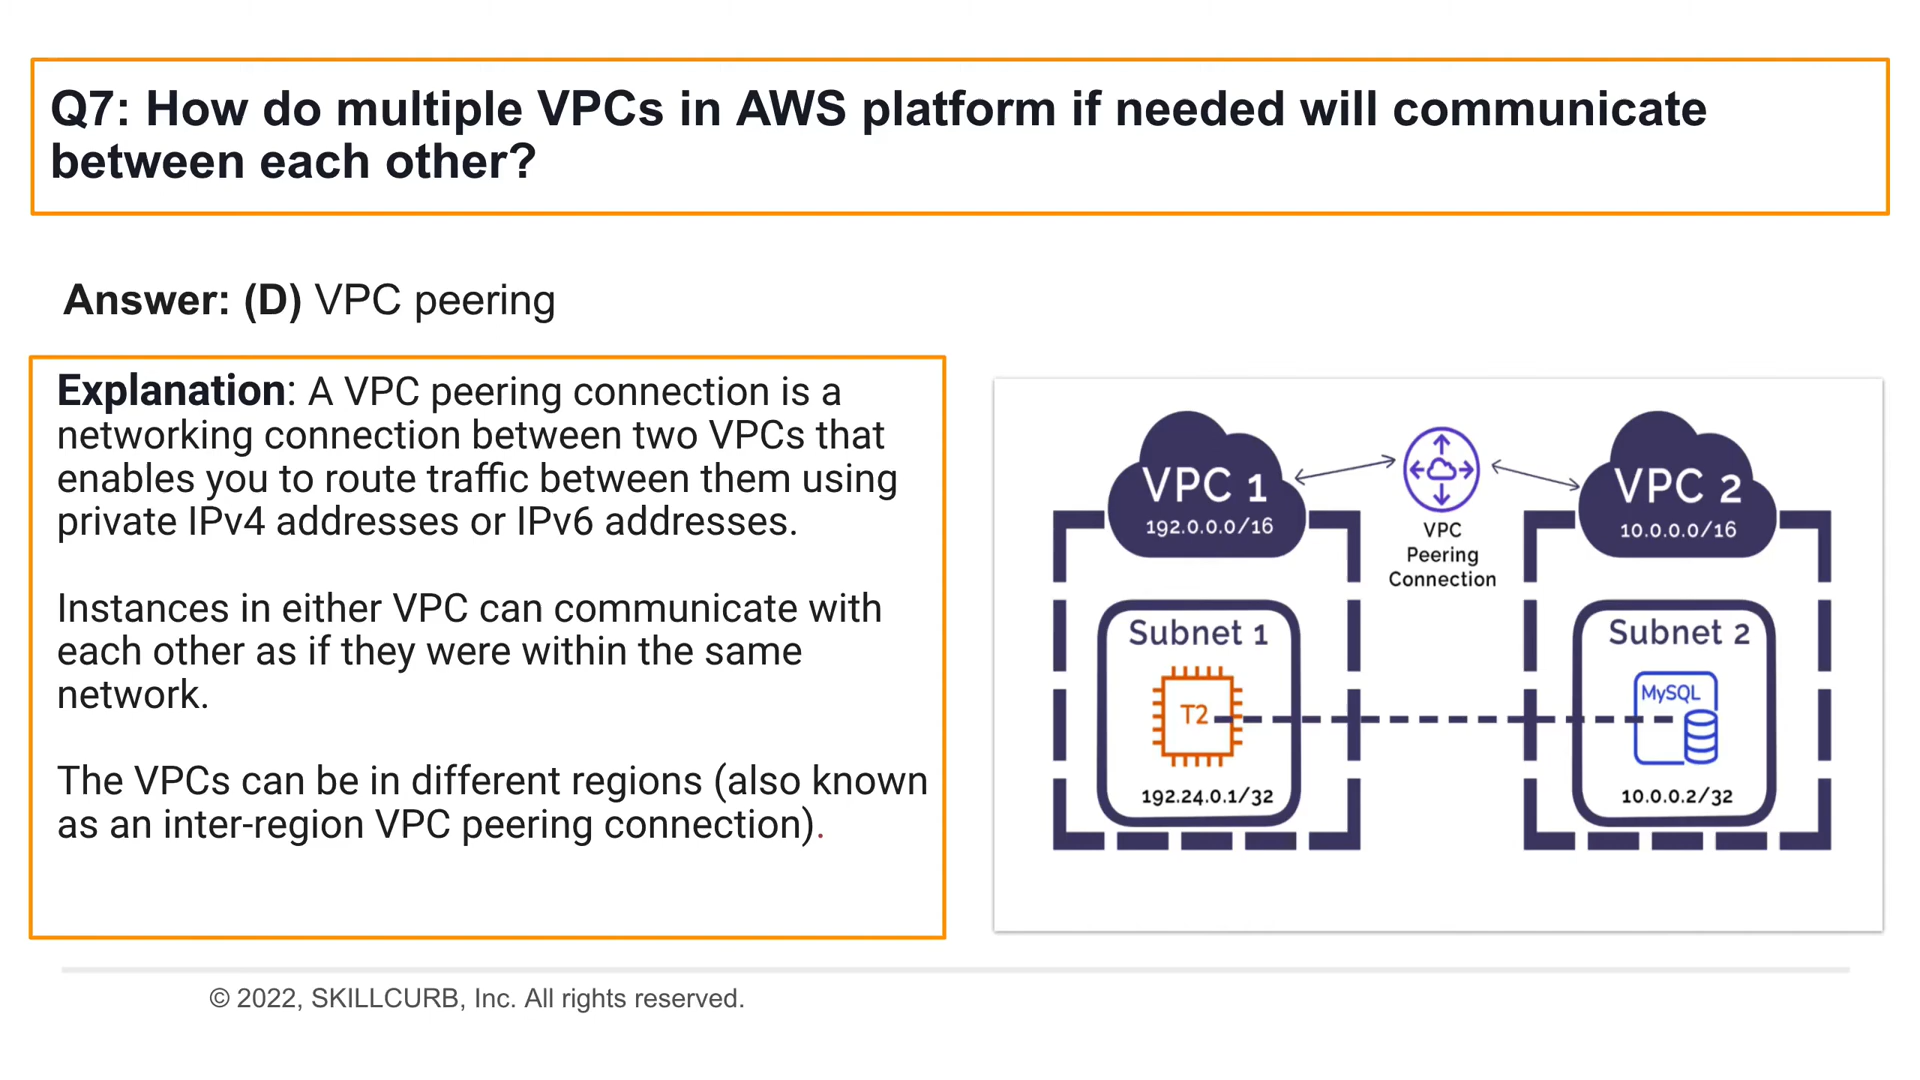 Q7: How do multiple VPCs in AWS platform if needed will communicate
between each other?
Answer: (D) VPC peering
Explanation: A VPC peering connection is a
networking connection between two VPCs that
enables you to route traffic between them using
private IPv4 addresses or IPv6 addresses.
Instances in either VPC can communicate with
each other as if they were within the same
network.
The VPCs can be in different regions (also known
as an inter-region VPC peering connection).
VPC 1
192.0.0.0/16
VPC
Peering
Connection
VPC 2
10.0.0.0/16
Subnet 1
T2
192.24.0.1/32
Subnet 2
MySQL
10.0.0.2/32
© 2022, SKILLCURB, Inc. All rights reserved.